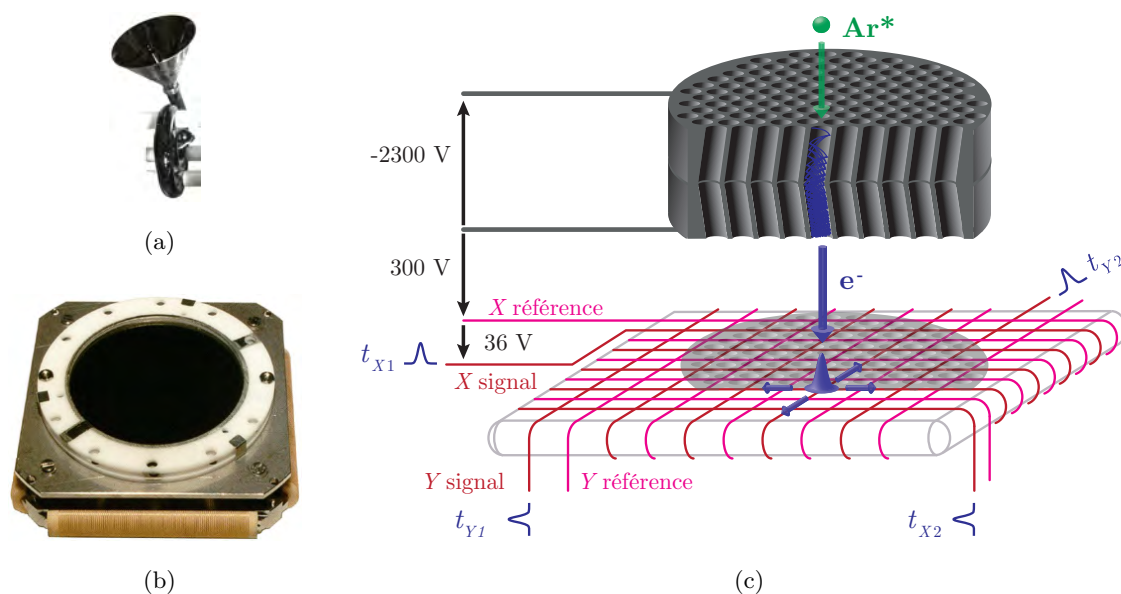 Ar*
-2300 V
300 V
e-
t_Y2
X référence
36 V
t_X1
X signal
Y signal
Y référence
t_Y1
t_X2
(a)
(b)
(c)